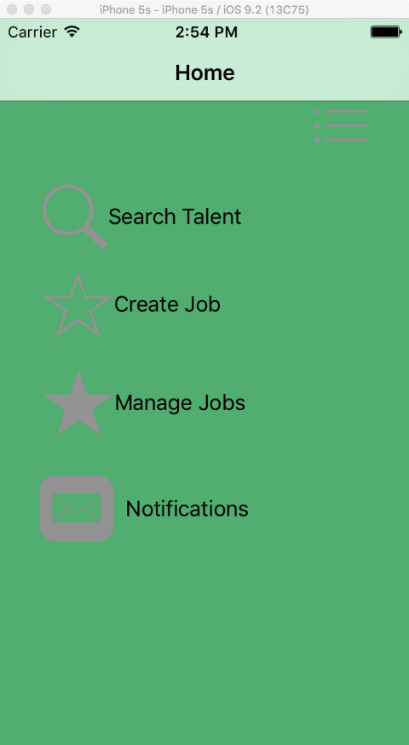 iPhone 5s - iPhone 5s / iOS 9.2 (13C75)
Carrier 2:54 PM
Home
Search Talent
Create Job
Manage Jobs
Notifications